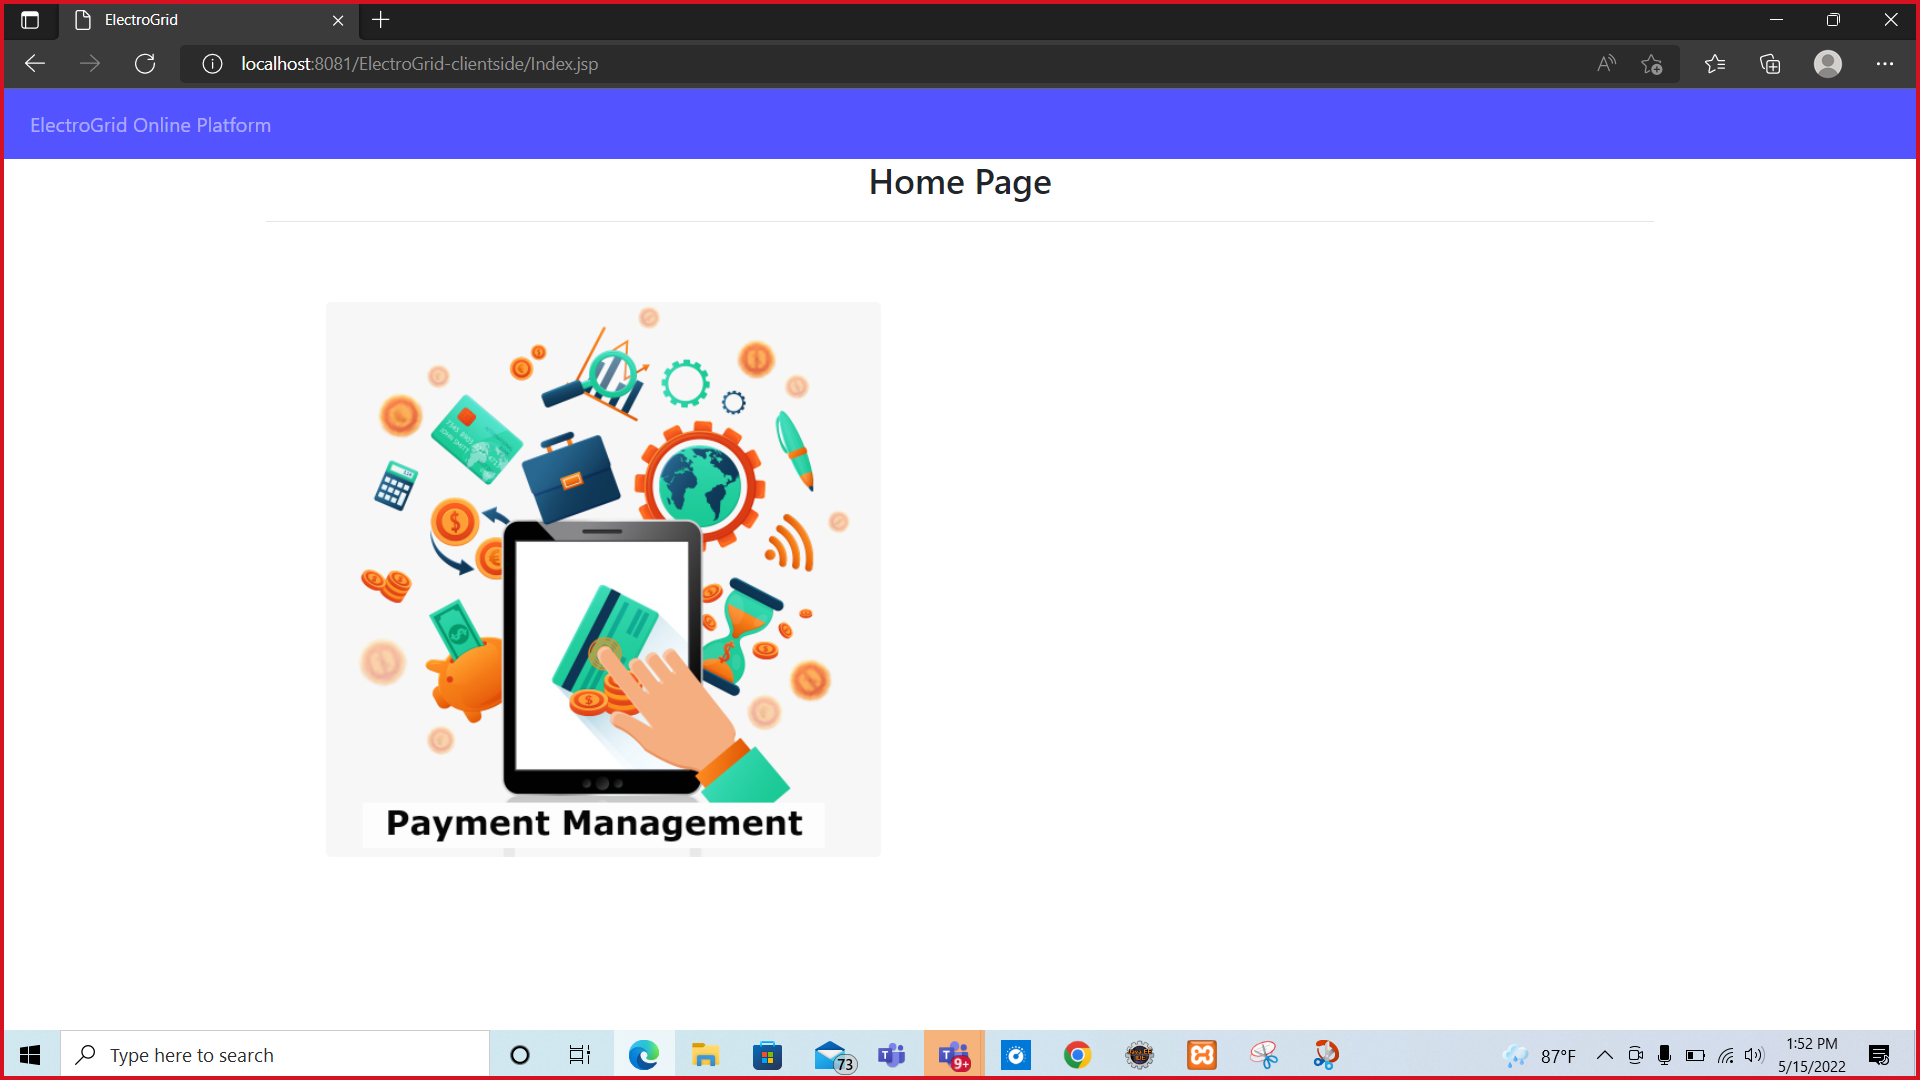 ElectroGrid
localhost:8081/ElectroGrid-clientside/Index.jsp
ElectroGrid Online Platform
Home Page
Payment Management
Type here to search
73
9+
87°F
1:52 PM
5/15/2022